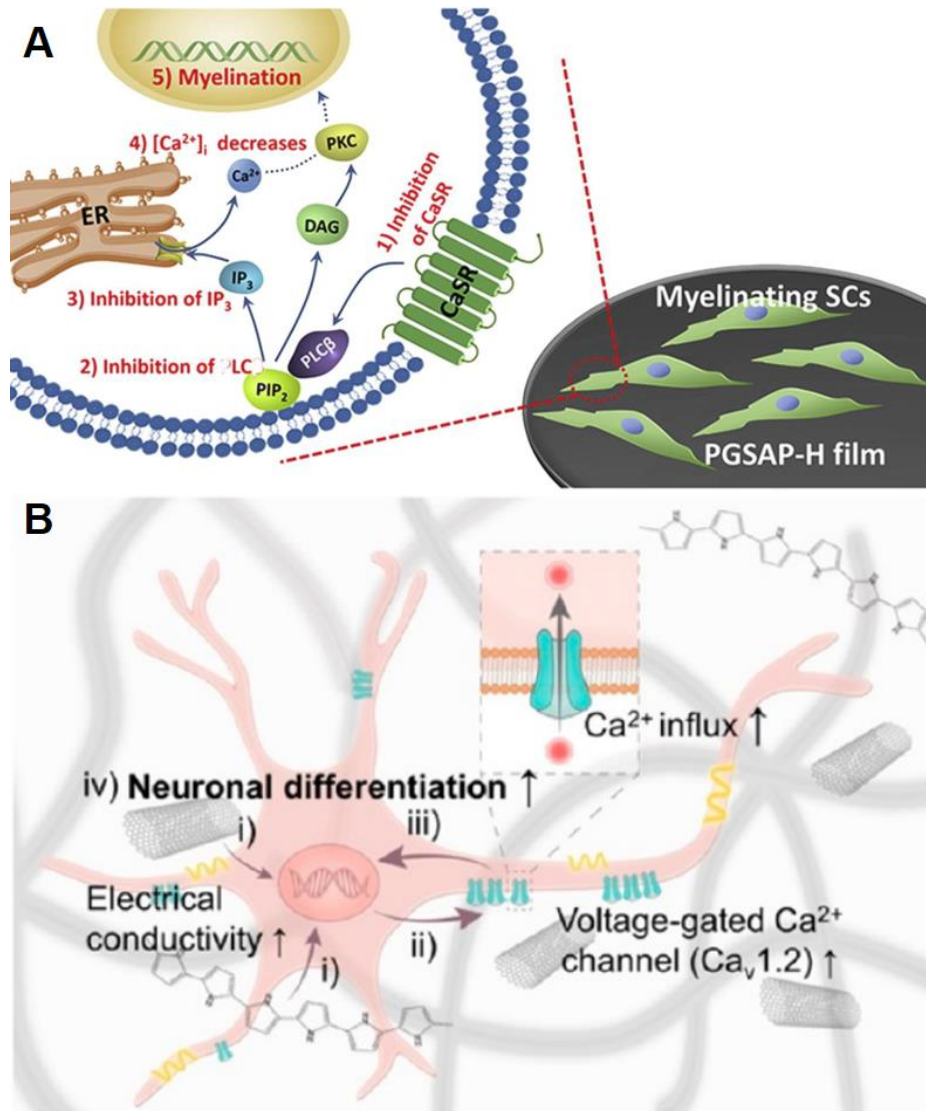 A
5) Myelination
4) [Ca²⁺]ᵢ decreases
PKC
Ca²⁺
ER
DAG
1) Inhibition
of CaSR
IP₃
CaSR
3) Inhibition of IP₃
PLCβ
2) Inhibition of PLC
PIP₂
Myelinating SCs
PGSAP-H film
B
Ca²⁺ influx ↑
iv) Neuronal differentiation ↑
i)
iii)
Electrical
conductivity ↑
ii)
i)
Voltage-gated Ca²⁺
channel (Caᵥ1.2) ↑